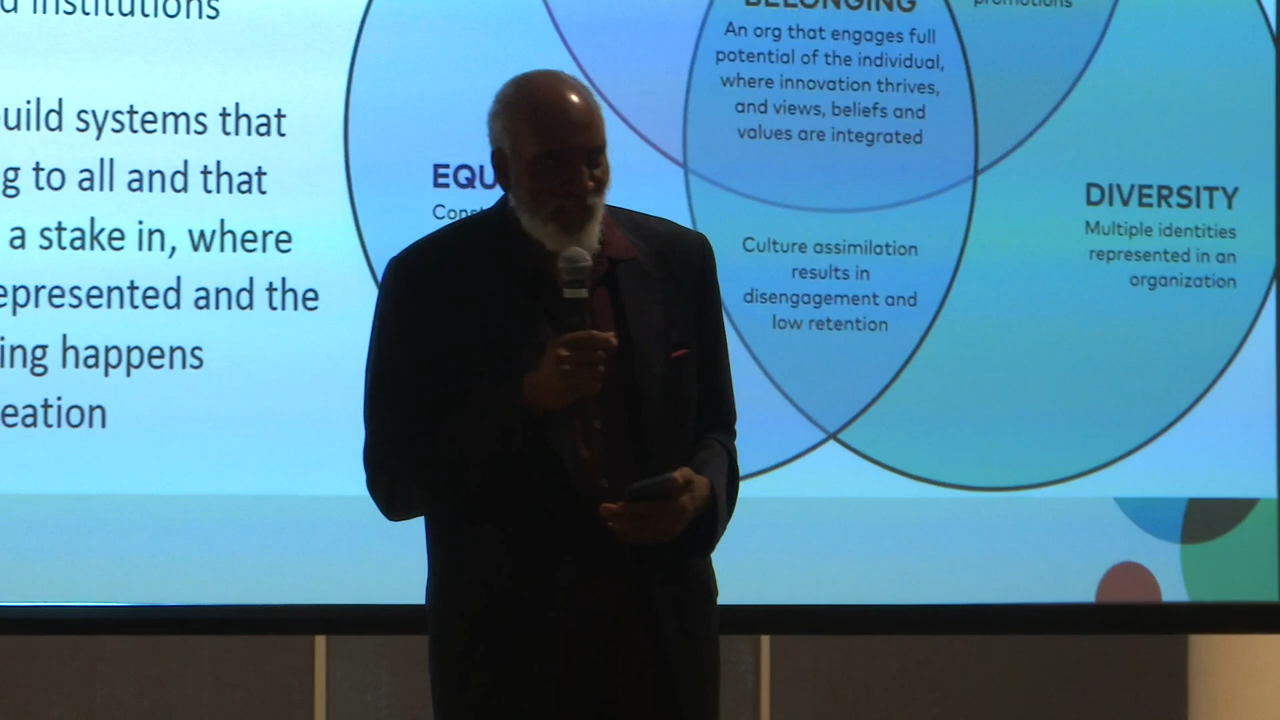 d institutions
uild systems that
g to all and that
a stake in, where
epresented and the
ing happens
eation
EQU
Const
BELONGING
An org that engages full
potential of the individual,
where innovation thrives,
and views, beliefs and
values are integrated
Culture assimilation
results in
disengagement and
low retention
promotions
DIVERSITY
Multiple identities
represented in an
organization